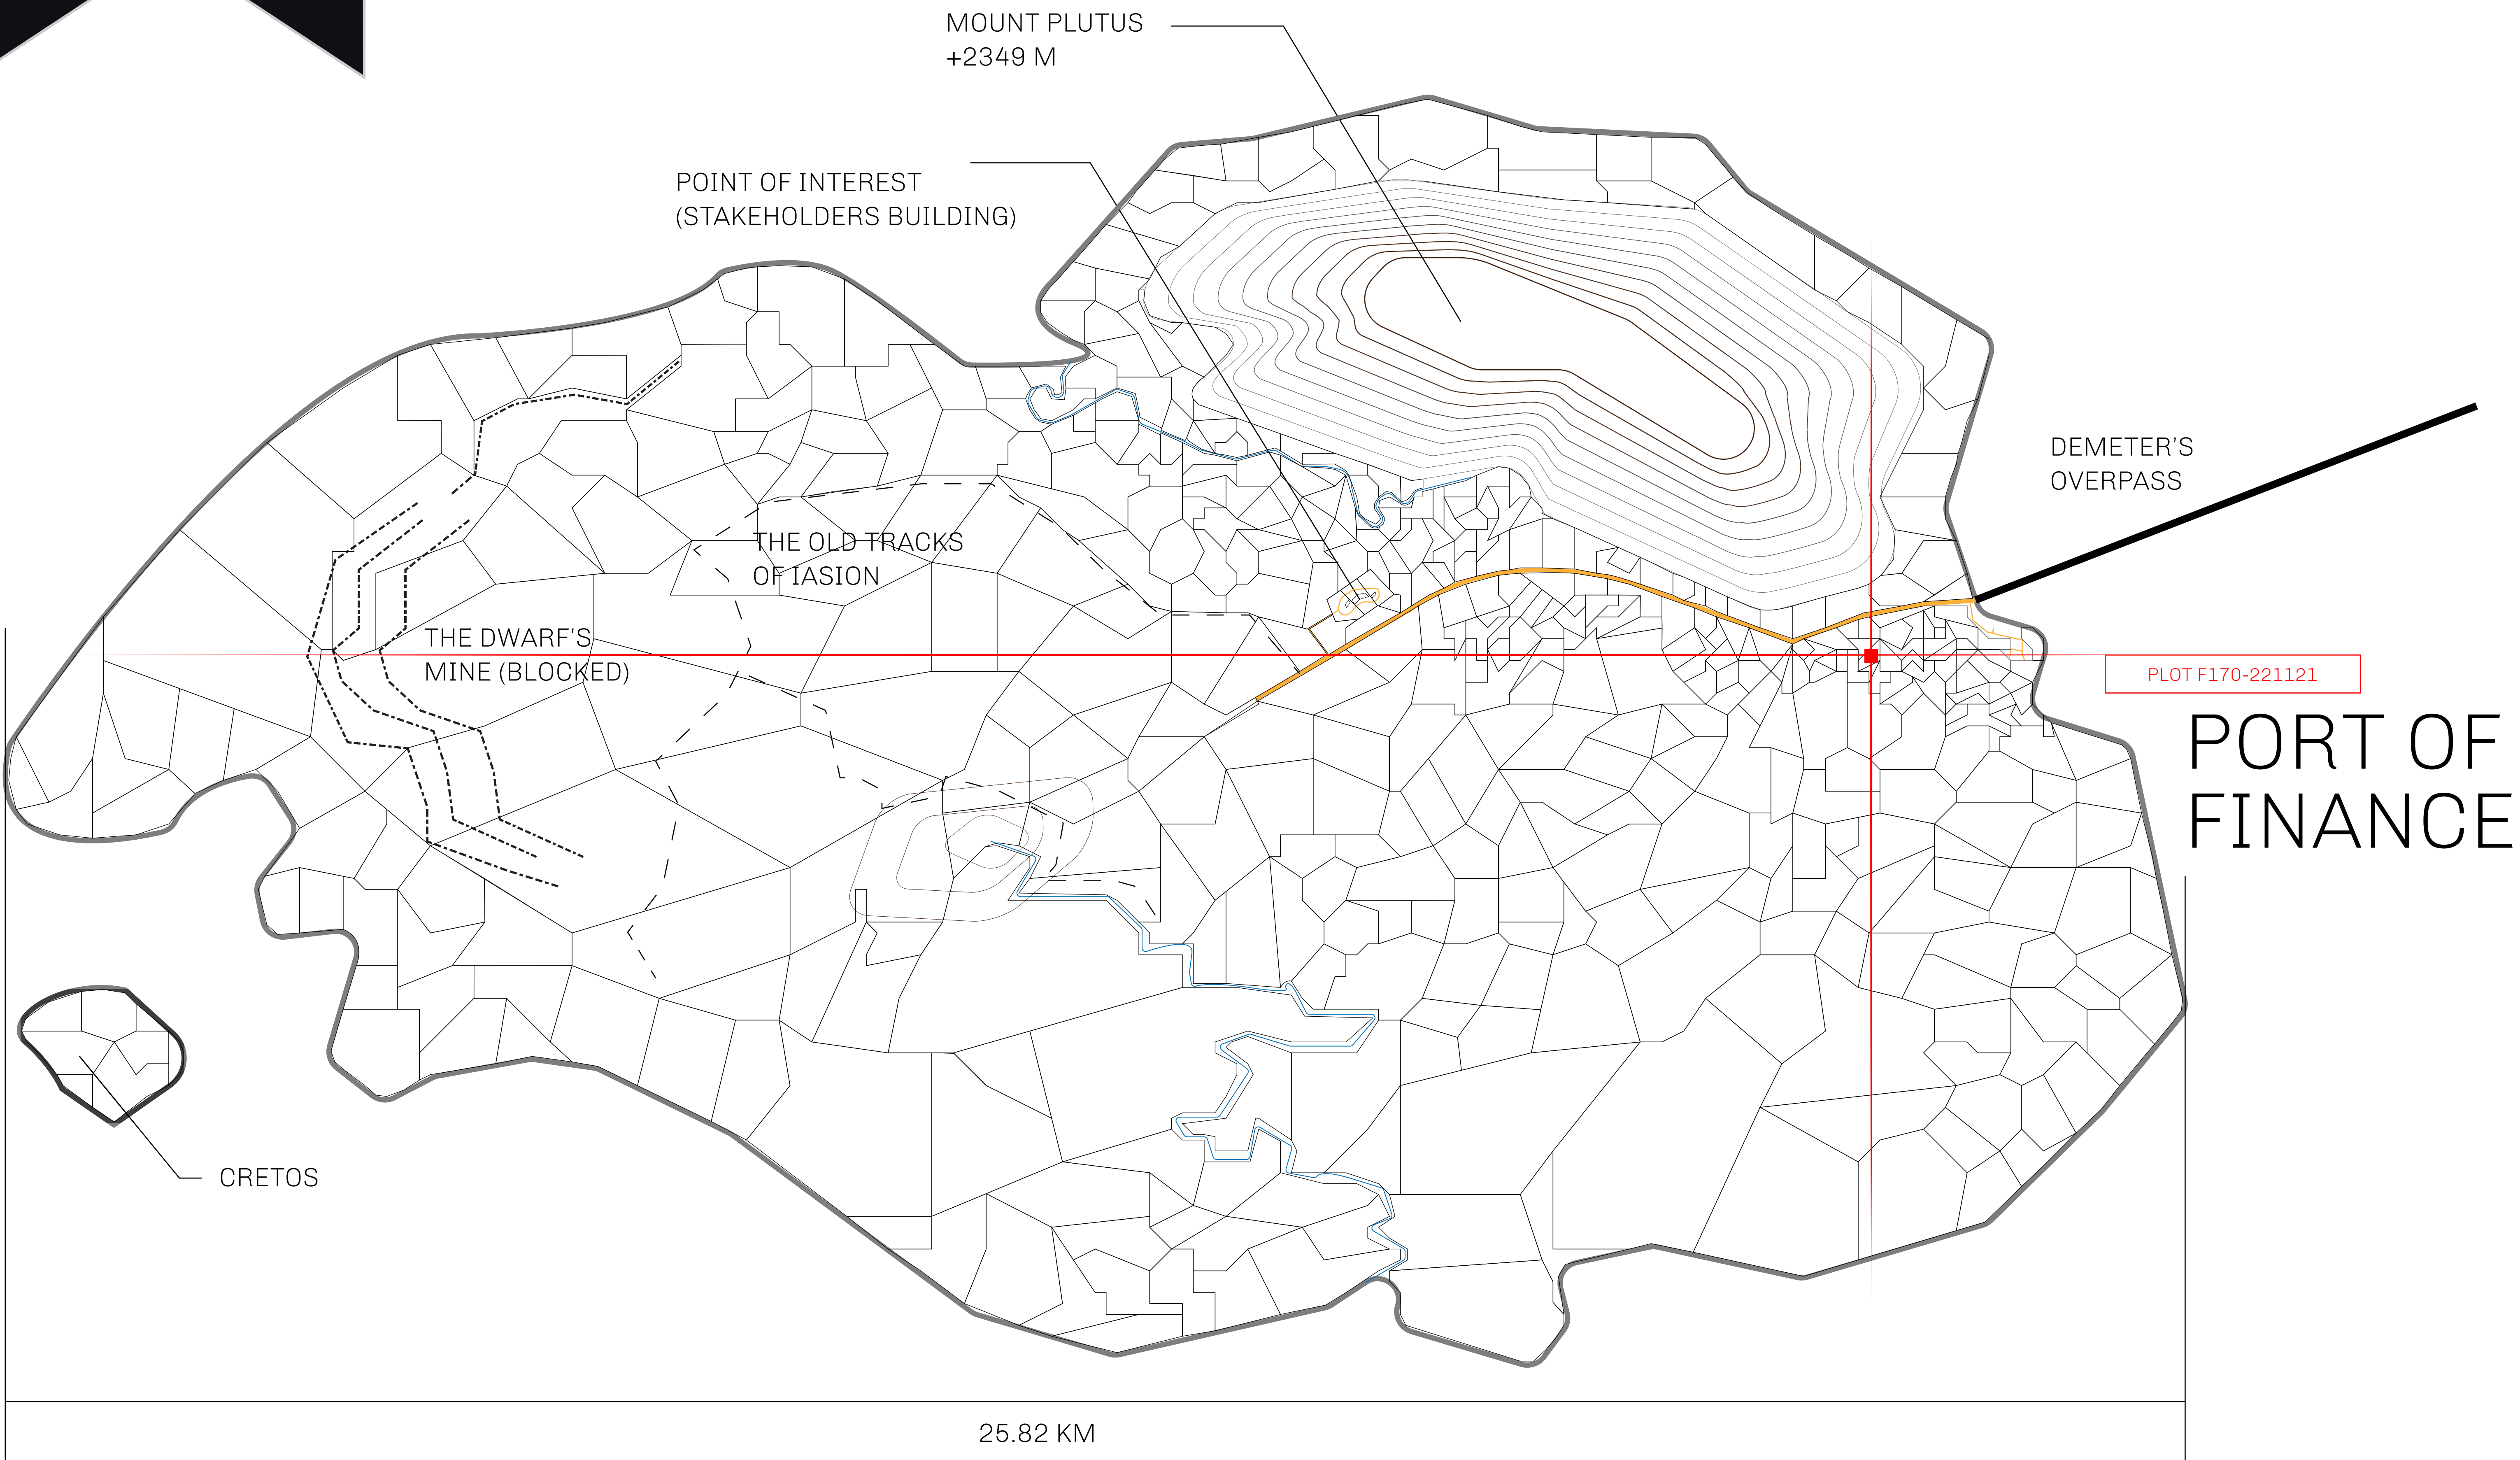 MOUNT PLUTUS
+2349 M
POINT OF INTEREST
(STAKEHOLDERS BUILDING)
DEMETER'S
OVERPASS
THE OLD TRACKS
OF IASION
THE DWARF'S
MINE (BLOCKED)
PLOT F170-221121
PORT OF
FINANCE
CRETOS
25.82 KM